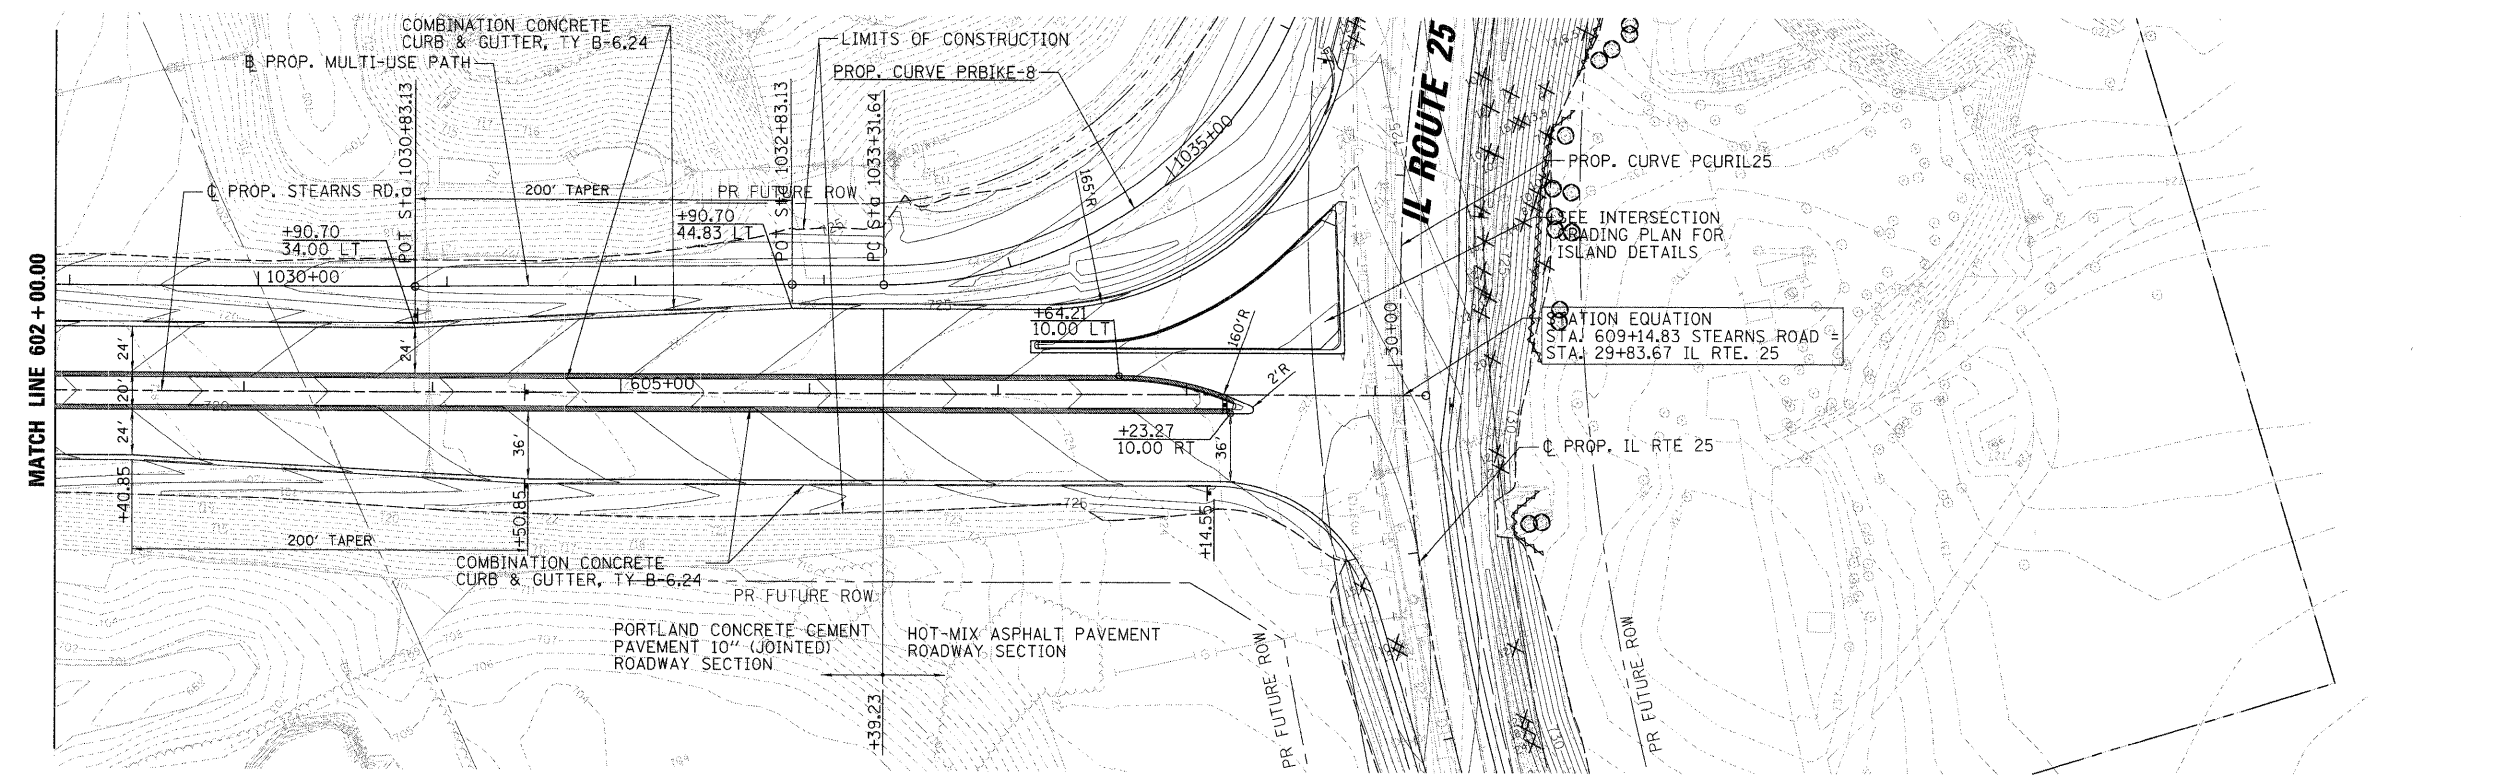 COMBINATION CONCRETE
CURB & GUTTER, TY B-6.24
PROP. MULTI-USE PATH
LIMITS OF CONSTRUCTION
PROP. CURVE PRBIKE-8
IL ROUTE 25
POT Sta 1030+83.13
POT Sta 1032+83.13
PC Sta 1033+31.64
1035+00
PROP. CURVE PCURIL25
℄ PROP. STEARNS RD.
200' TAPER
PR FUTURE ROW
165'R
+90.70
34.00 LT
+90.70
44.83 LT
SEE INTERSECTION
GRADING PLAN FOR
ISLAND DETAILS
1030+00
725
+64.21
10.00 LT
160'R
30+00
STATION EQUATION
STA. 609+14.83 STEARNS ROAD =
STA. 29+83.67 IL RTE. 25
MATCH LINE 602+00.00
24'
20'
24'
24'
605+00
2'R
36'
+23.27
10.00 RT
36'
℄ PROP. IL RTE 25
+40.85
+50.85
200' TAPER
725
+14.55
730
COMBINATION CONCRETE
CURB & GUTTER, TY B-6.24
PR FUTURE ROW
PORTLAND CONCRETE CEMENT
PAVEMENT 10" (JOINTED)
ROADWAY SECTION
HOT-MIX ASPHALT PAVEMENT
ROADWAY SECTION
+39.23
PR FUTURE ROW
PR FUTURE ROW
730